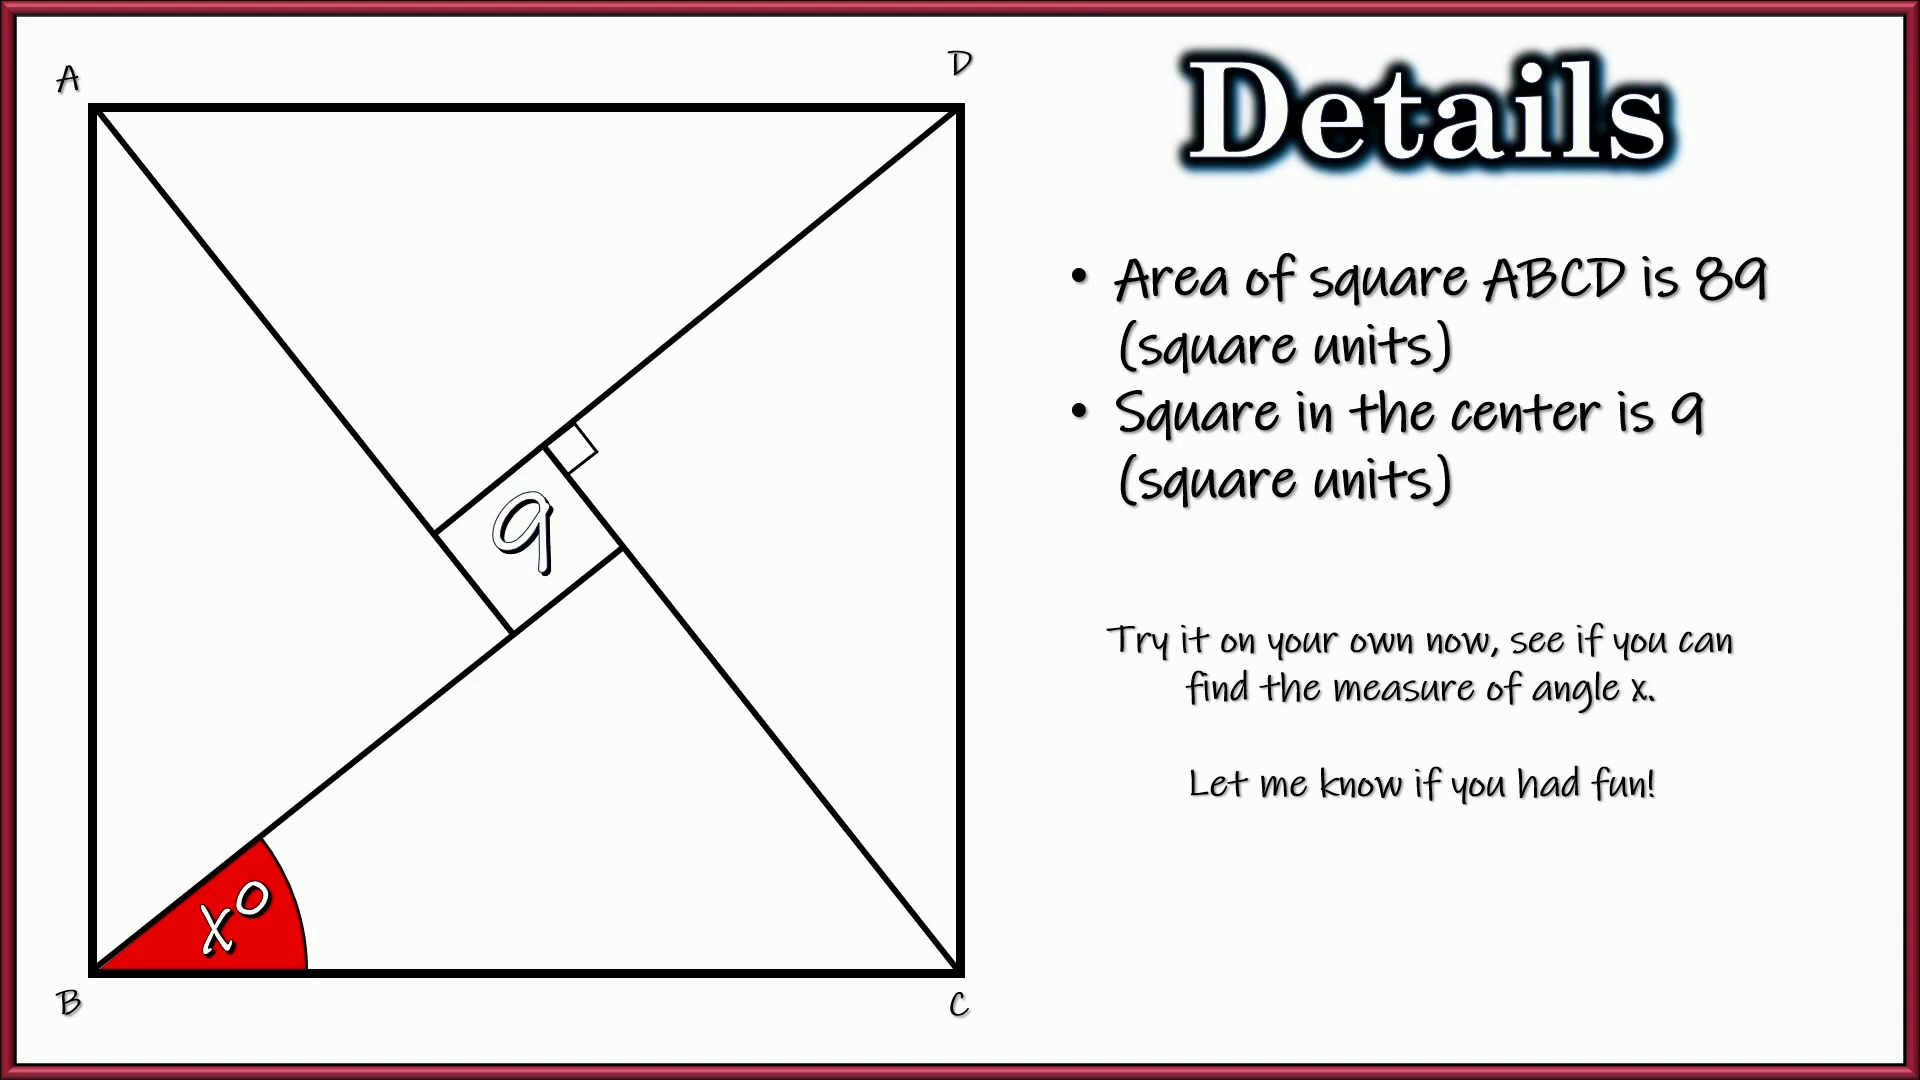 Details
A
D
• Area of square ABCD is 89
(square units)
• Square in the center is 9
(square units)
9
Try it on your own now, see if you can
find the measure of angle x.
Let me know if you had fun!
xº
B
C